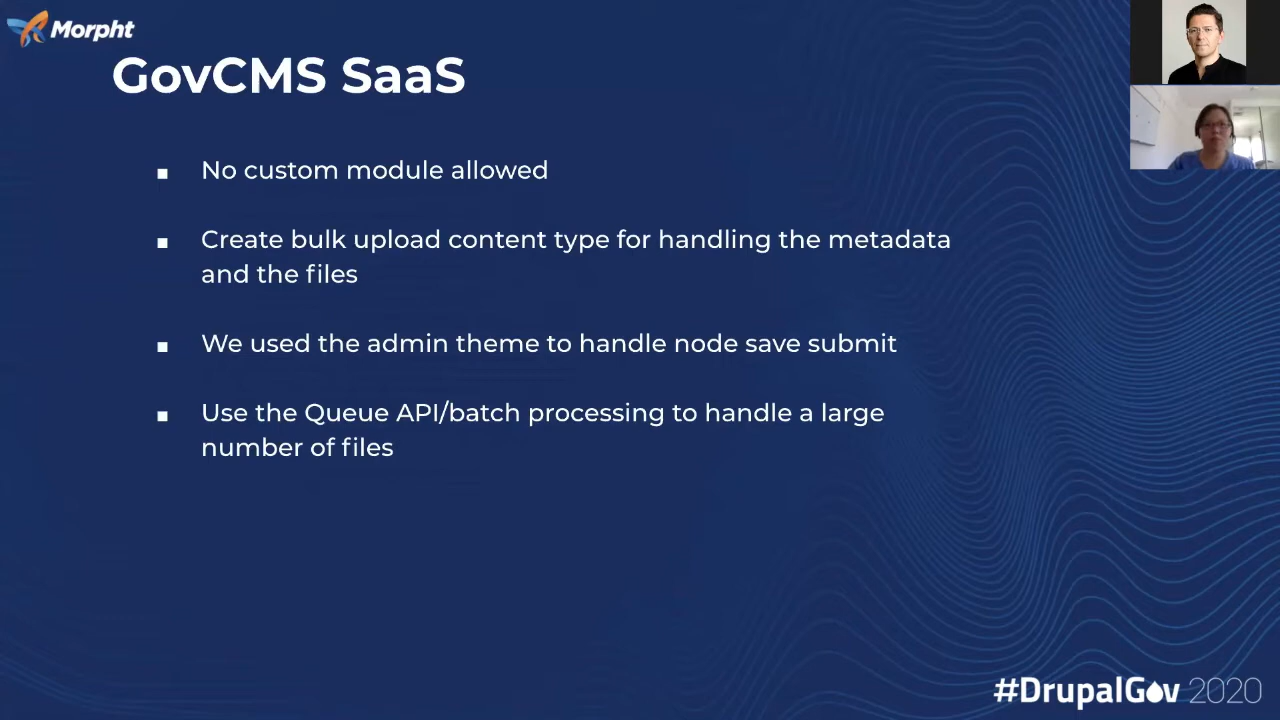 Morpht
GovCMS SaaS
▪ No custom module allowed
▪ Create bulk upload content type for handling the metadata
and the files
▪ We used the admin theme to handle node save submit
▪ Use the Queue API/batch processing to handle a large
number of files
#DrupalGov 2020